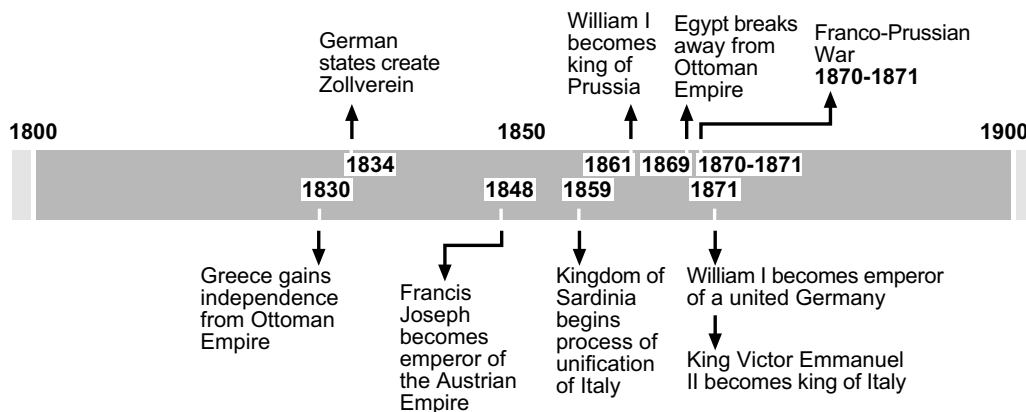 German
states create
Zollverein
William I
becomes
king of
Prussia
Egypt breaks
away from
Ottoman
Empire
Franco-Prussian
War
1870-1871
1800
1850
1900
1834
1861
1869
1870-1871
1830
1848
1859
1871
Greece gains
independence
from Ottoman
Empire
Francis
Joseph
becomes
emperor of
the Austrian
Empire
Kingdom of
Sardinia
begins
process of
unification
of Italy
William I becomes emperor
of a united Germany
King Victor Emmanuel
II becomes king of Italy